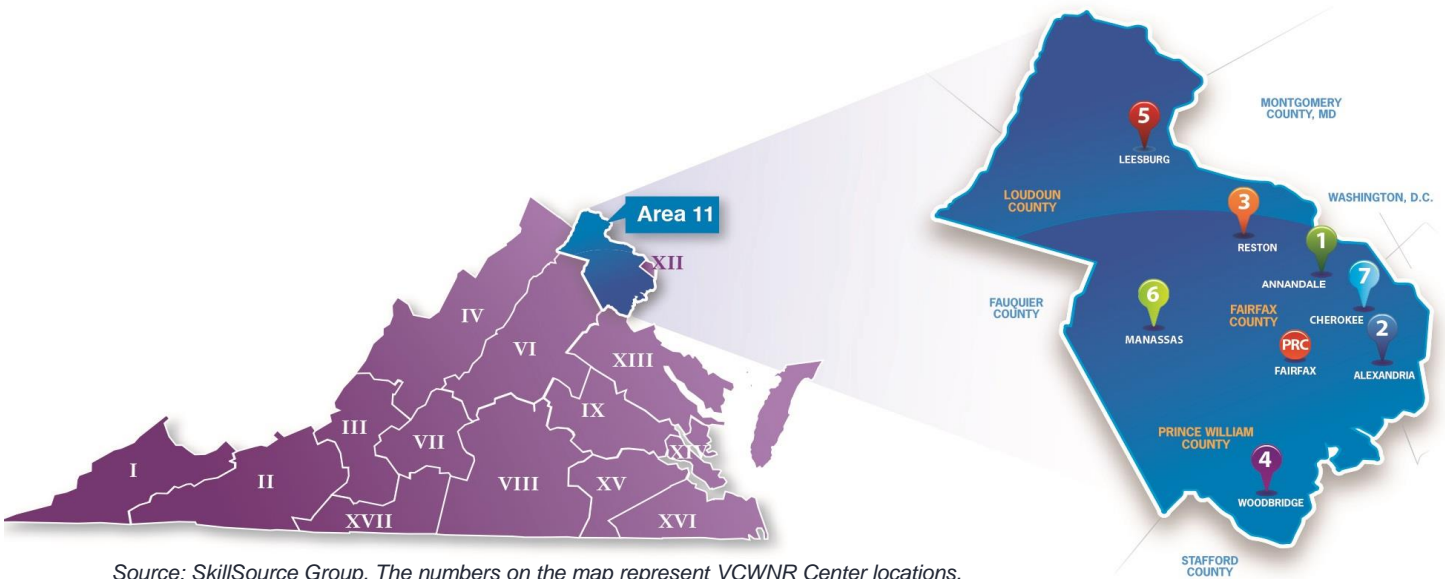 Area 11
XII
IV
VI
XIII
IX
III
VII
XIV
I
II
VIII
XV
XVII
XVI
MONTGOMERY
COUNTY, MD
5
LEESBURG
LOUDOUN
COUNTY
3
RESTON
WASHINGTON, D.C.
1
ANNANDALE
7
CHEROKEE
FAUQUIER
COUNTY
6
MANASSAS
FAIRFAX
COUNTY
2
ALEXANDRIA
PRC
FAIRFAX
PRINCE WILLIAM
COUNTY
4
WOODBRIDGE
STAFFORD
COUNTY
Source: SkillSource Group. The numbers on the map represent VCWNR Center locations.